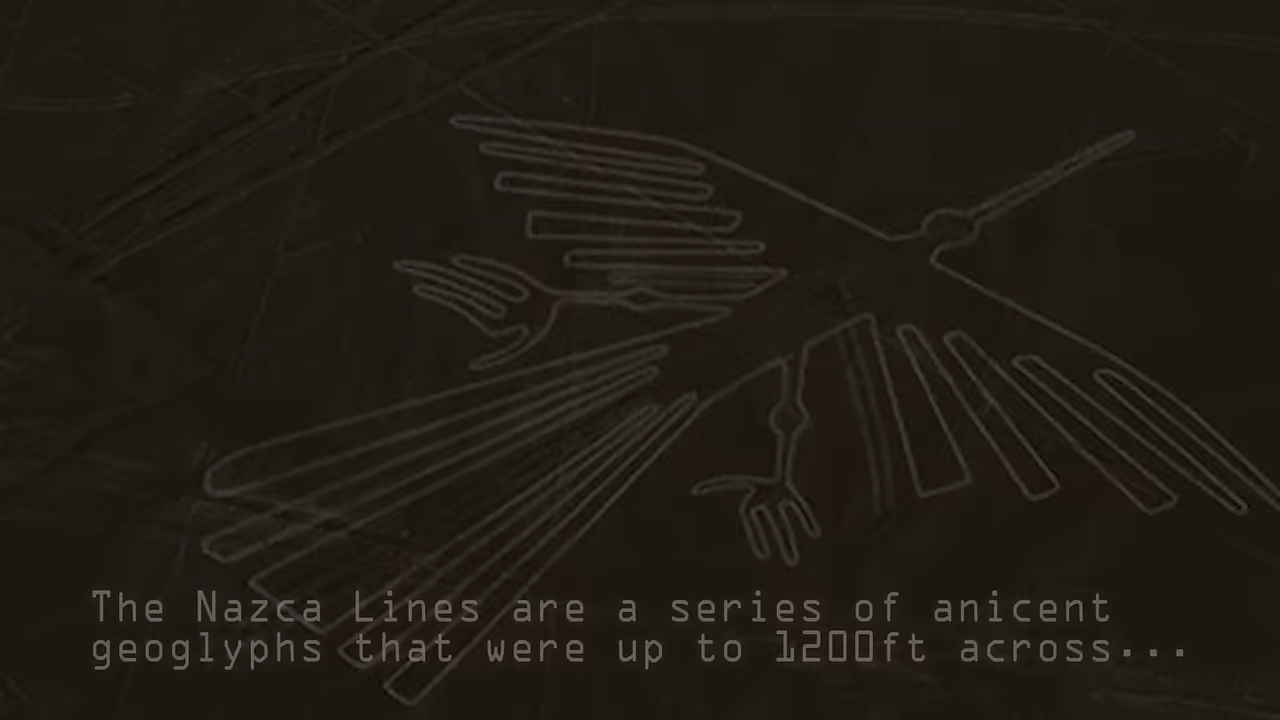 The Nazca Lines are a series of anicent
geoglyphs that were up to 1200ft across...